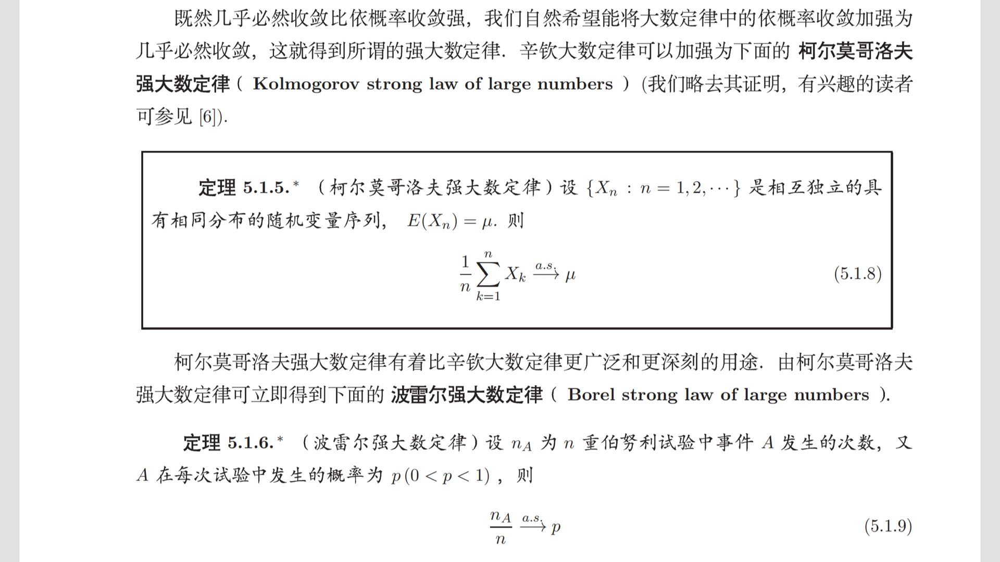 既然几乎必然收敛比依概率收敛强，我们自然希望能将大数定律中的依概率收敛加强为
几乎必然收敛，这就得到所谓的强大数定律．辛钦大数定律可以加强为下面的 柯尔莫哥洛夫
强大数定律（ Kolmogorov strong law of large numbers ）(我们略去其证明，有兴趣的读者
可参见 [6]).
定理 5.1.5.* （柯尔莫哥洛夫强大数定律）设 {X_n : n = 1, 2, ⋯} 是相互独立的具
有相同分布的随机变量序列， E(X_n) = μ. 则
\frac{1}{n} \sum_{k=1}^{n} X_k \xrightarrow{a.s.} μ (5.1.8)
柯尔莫哥洛夫强大数定律有着比辛钦大数定律更广泛和更深刻的用途．由柯尔莫哥洛夫
强大数定律可立即得到下面的 波雷尔强大数定律（ Borel strong law of large numbers ）.
定理 5.1.6.* （波雷尔强大数定律）设 n_A 为 n 重伯努利试验中事件 A 发生的次数，又
A 在每次试验中发生的概率为 p (0 < p < 1) ，则
\frac{n_A}{n} \xrightarrow{a.s.} p (5.1.9)